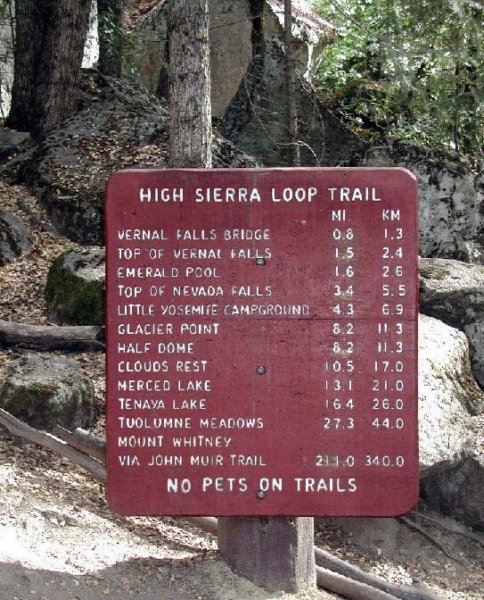 HIGH SIERRA LOOP TRAIL
MI KM
VERNAL FALLS BRIDGE 0.8 1.3
TOP OF VERNAL FALLS 1.5 2.4
EMERALD POOL 1.6 2.6
TOP OF NEVADA FALLS 3.4 5.5
LITTLE YOSEMITE CAMPGROUND 4.3 6.9
GLACIER POINT 8.2 11.3
HALF DOME 8.2 11.3
CLOUDS REST 10.5 17.0
MERCED LAKE 13.1 21.0
TENAYA LAKE 16.4 26.0
TUOLUMNE MEADOWS 27.3 44.0
MOUNT WHITNEY
VIA JOHN MUIR TRAIL 211.0 340.0
NO PETS ON TRAILS